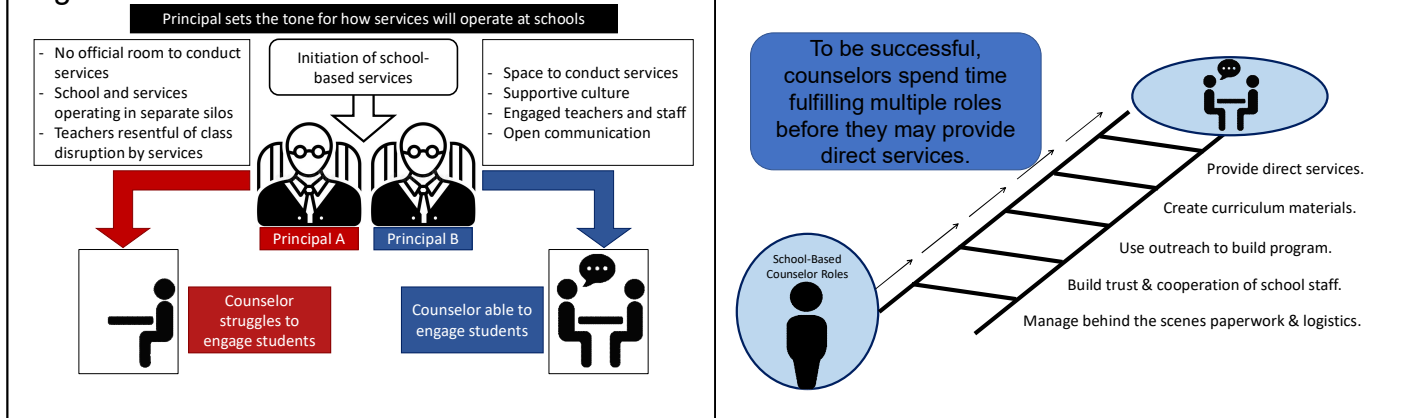 Principal sets the tone for how services will operate at schools
- No official room to conduct
services
- School and services
operating in separate silos
- Teachers resentful of class
disruption by services
Initiation of school-
based services
- Space to conduct services
- Supportive culture
- Engaged teachers and staff
- Open communication
Principal A
Principal B
Counselor
struggles to
engage students
Counselor able to
engage students
To be successful,
counselors spend time
fulfilling multiple roles
before they may provide
direct services.
Provide direct services.
Create curriculum materials.
Use outreach to build program.
Build trust & cooperation of school staff.
Manage behind the scenes paperwork & logistics.
School-Based
Counselor Roles